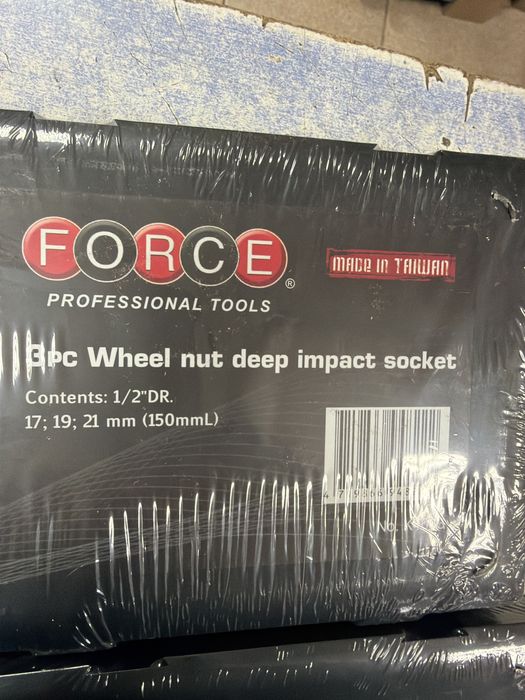 FORCE®
MADE IN TAIWAN
PROFESSIONAL TOOLS
3PC Wheel nut deep impact socket
Contents: 1/2"DR.
17; 19; 21 mm (150mmL)
No.